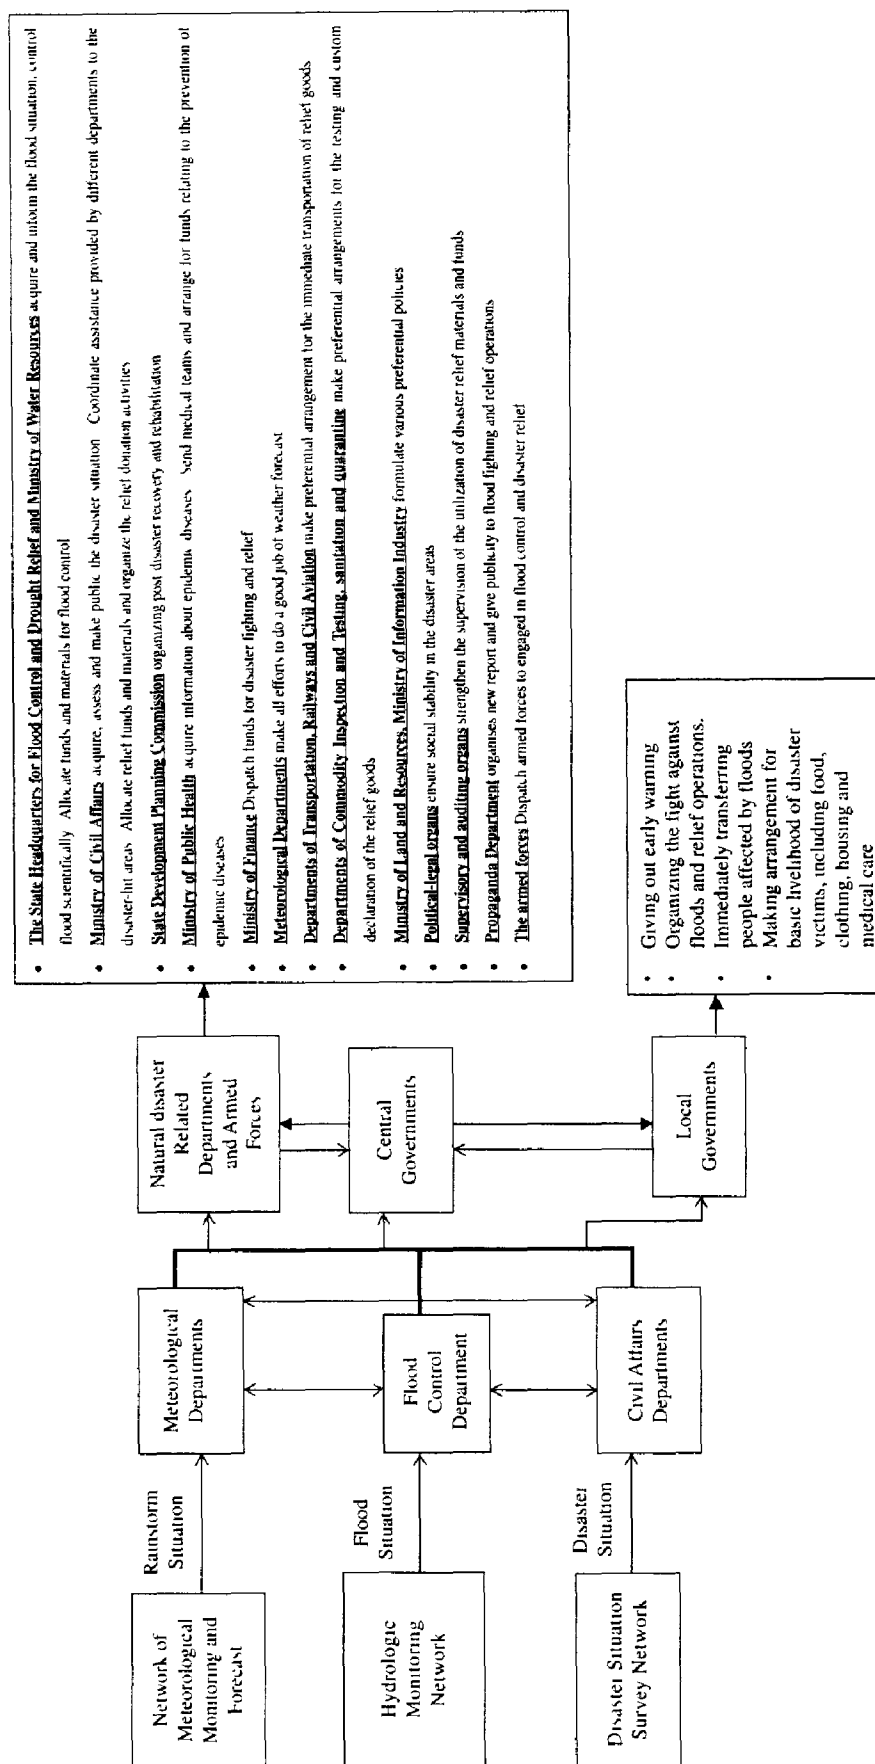 Network of
Meteorological
Monitoring and
Forecast
Hydrologic
Monitoring
Network
Disaster Situation
Survey Network
Rainstorm
Situation
Flood
Situation
Disaster
Situation
Meteorological
Departments
Flood
Control
Department
Civil Affairs
Departments
Natural disaster
Related
Departments
and Armed
Forces
Central
Governments
Local
Governments
• The State Headquarters for Flood Control and Drought Relief and Ministry of Water Resources acquire and inform the flood situation, control
flood scientifically Allocate funds and materials for flood control
• Ministry of Civil Affairs acquire, assess and make public the disaster situation Coordinate assistance provided by different departments to the
disaster-hit areas Allocate relief funds and materials and organize the relief donation activities
• State Development Planning Commission organizing post disaster recovery and rehabilitation
• Ministry of Public Health acquire information about epidemic diseases Send medical teams and arrange for funds relating to the prevention of
epidemic diseases
• Ministry of Finance Dispatch funds for disaster fighting and relief
• Meteorological Departments make all efforts to do a good job of weather forecast
• Departments of Transportation, Railways and Civil Aviation make preferential arrangement for the immediate transportation of relief goods
• Departments of Commodity Inspection and Testing, sanitation and quarantine make preferential arrangements for the testing and custom
declaration of the relief goods
• Ministry of Land and Resources, Ministry of Information Industry formulate various preferential policies
• Political-legal organs ensure social stability in the disaster areas
• Supervisory and auditing organs strengthen the supervision of the utilization of disaster relief materials and funds
• Propaganda Department organises new report and give publicity to flood fighting and relief operations
• The armed forces Dispatch armed forces to engaged in flood control and disaster relief
• Giving out early warning
• Organizing the fight against
floods and relief operations.
• Immediately transferring
people affected by floods
• Making arrangement for
basic livelihood of disaster
victims, including food,
clothing, housing and
medical care